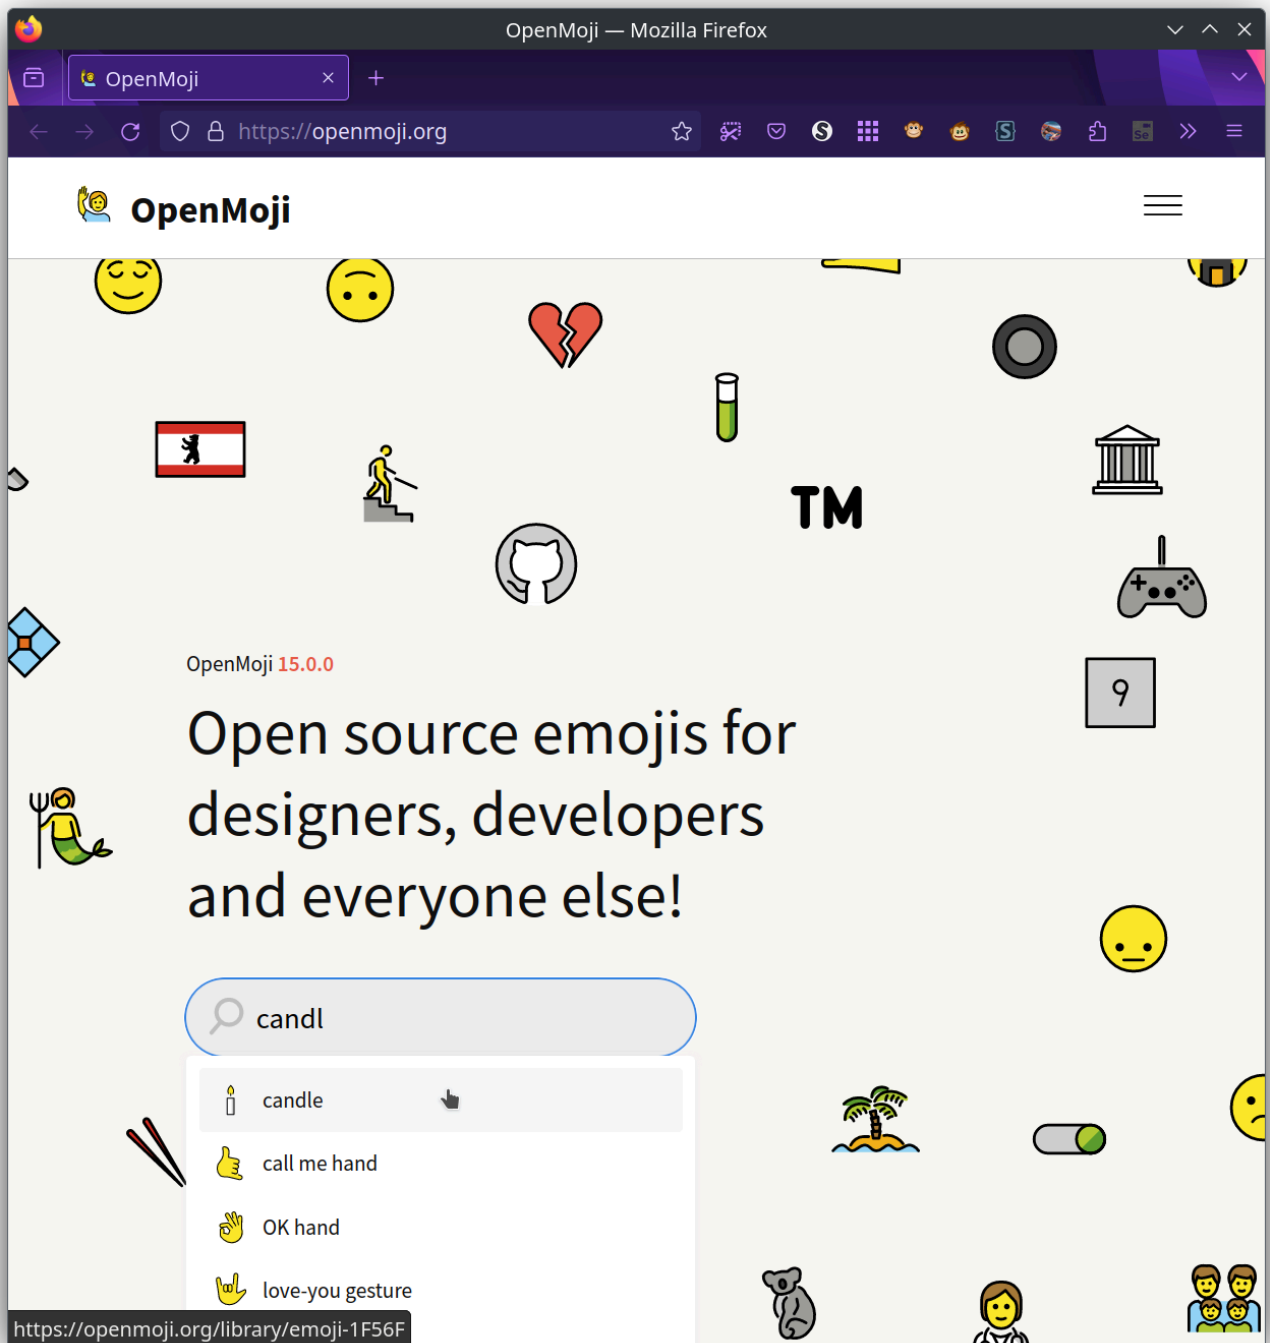 OpenMoji — Mozilla Firefox
OpenMoji
https://openmoji.org
S
S
Se
OpenMoji
TM
9
OpenMoji 15.0.0
Open source emojis for
designers, developers
and everyone else!
candl
candle
call me hand
OK hand
love-you gesture
https://openmoji.org/library/emoji-1F56F